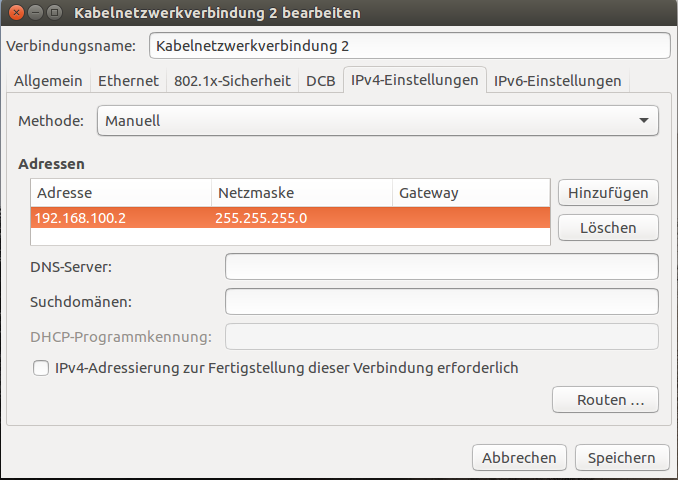 Kabelnetzwerkverbindung 2 bearbeiten
Verbindungsname: Kabelnetzwerkverbindung 2
Allgemein Ethernet 802.1x-Sicherheit DCB IPv4-Einstellungen IPv6-Einstellungen
Methode: Manuell
Adressen
Adresse Netzmaske Gateway Hinzufügen
192.168.100.2 255.255.255.0
Löschen
DNS-Server:
Suchdomänen:
DHCP-Programmkennung:
IPv4-Adressierung zur Fertigstellung dieser Verbindung erforderlich
Routen ...
Abbrechen Speichern